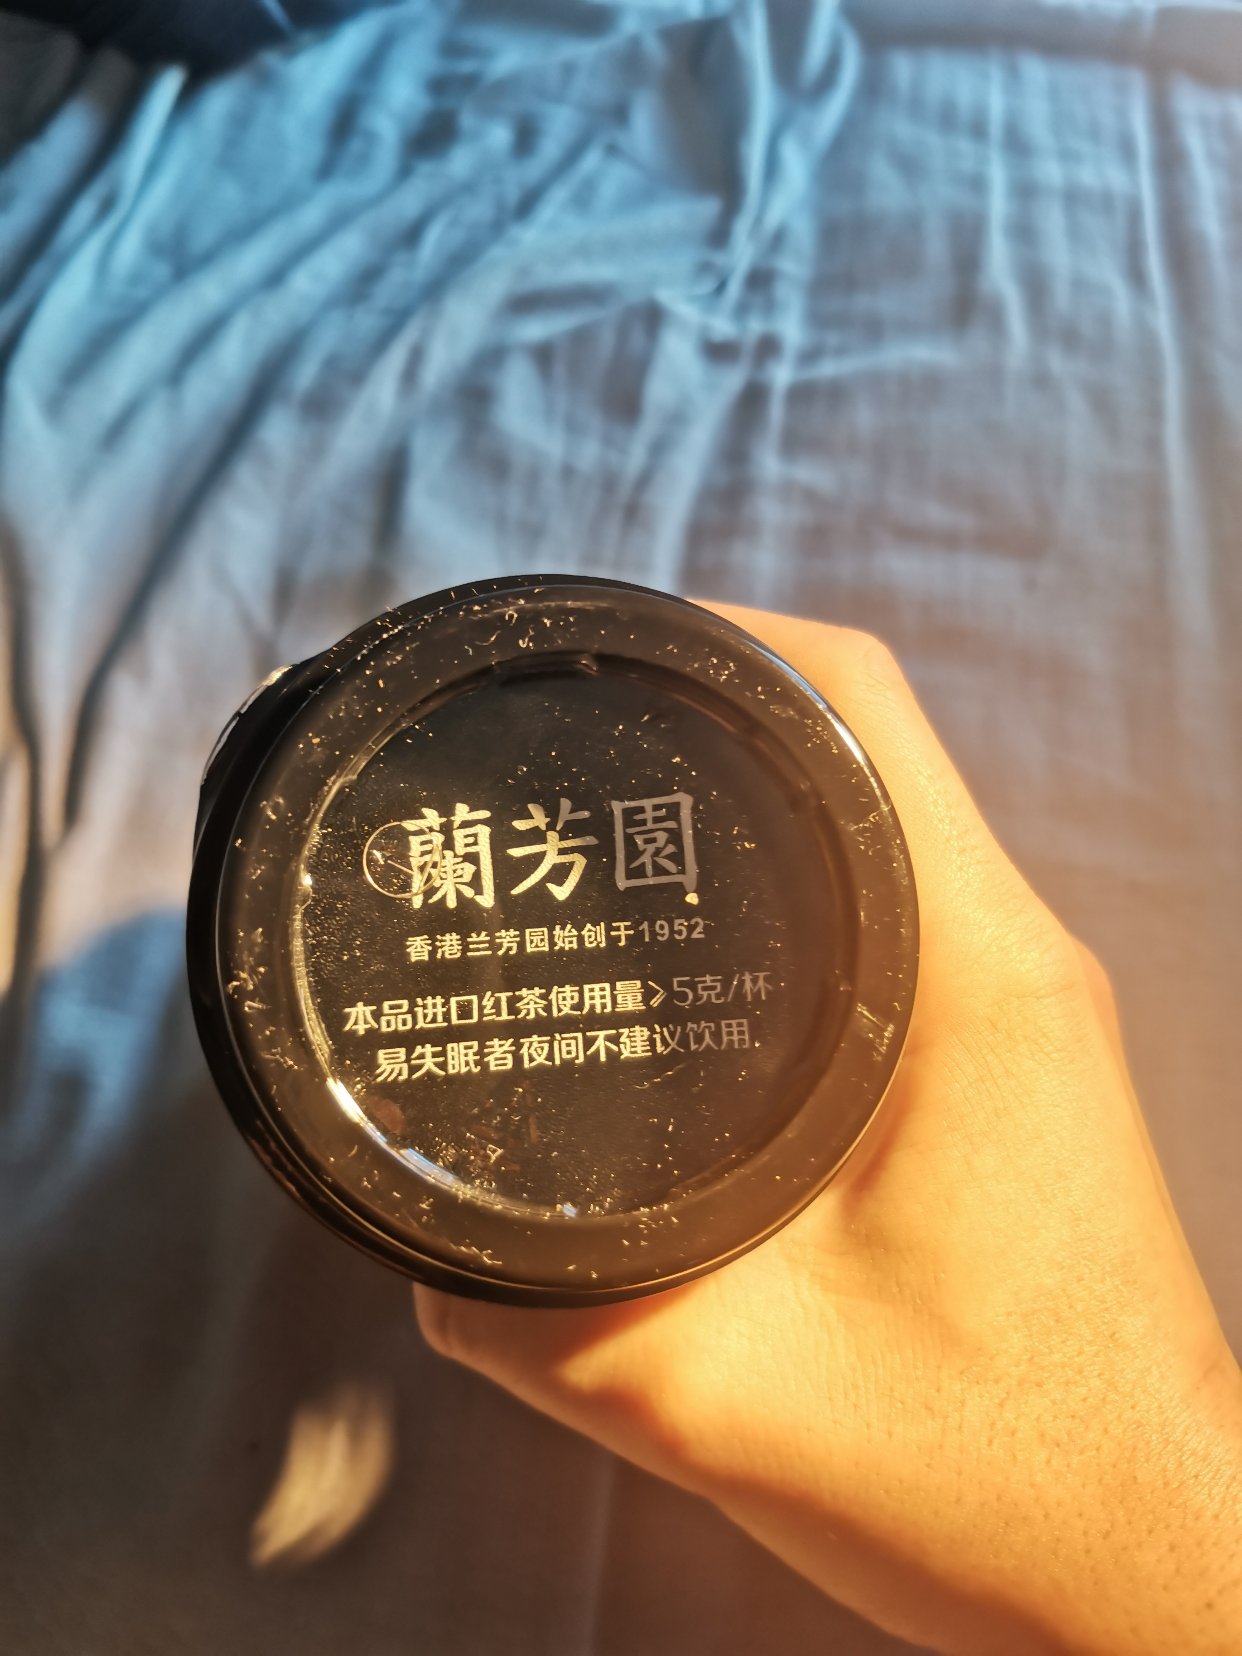 蘭芳園
香港兰芳园始创于1952
本品进口红茶使用量>5克/杯
易失眠者夜间不建议饮用.